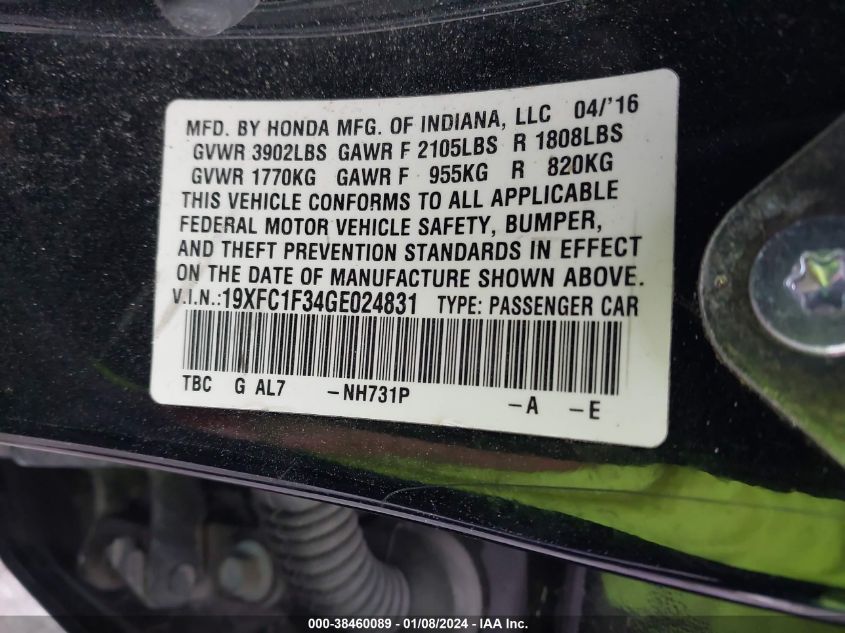 MFD. BY HONDA MFG. OF INDIANA, LLC 04/'16
GVWR 3902LBS GAWR F 2105LBS R 1808LBS
GVWR 1770KG GAWR F 955KG R 820KG
THIS VEHICLE CONFORMS TO ALL APPLICABLE
FEDERAL MOTOR VEHICLE SAFETY, BUMPER,
AND THEFT PREVENTION STANDARDS IN EFFECT
ON THE DATE OF MANUFACTURE SHOWN ABOVE.
V.I.N.:19XFC1F34GE024831 TYPE: PASSENGER CAR
TBC G AL7 -NH731P -A -E
000-38460089 - 01/08/2024 - IAA Inc.